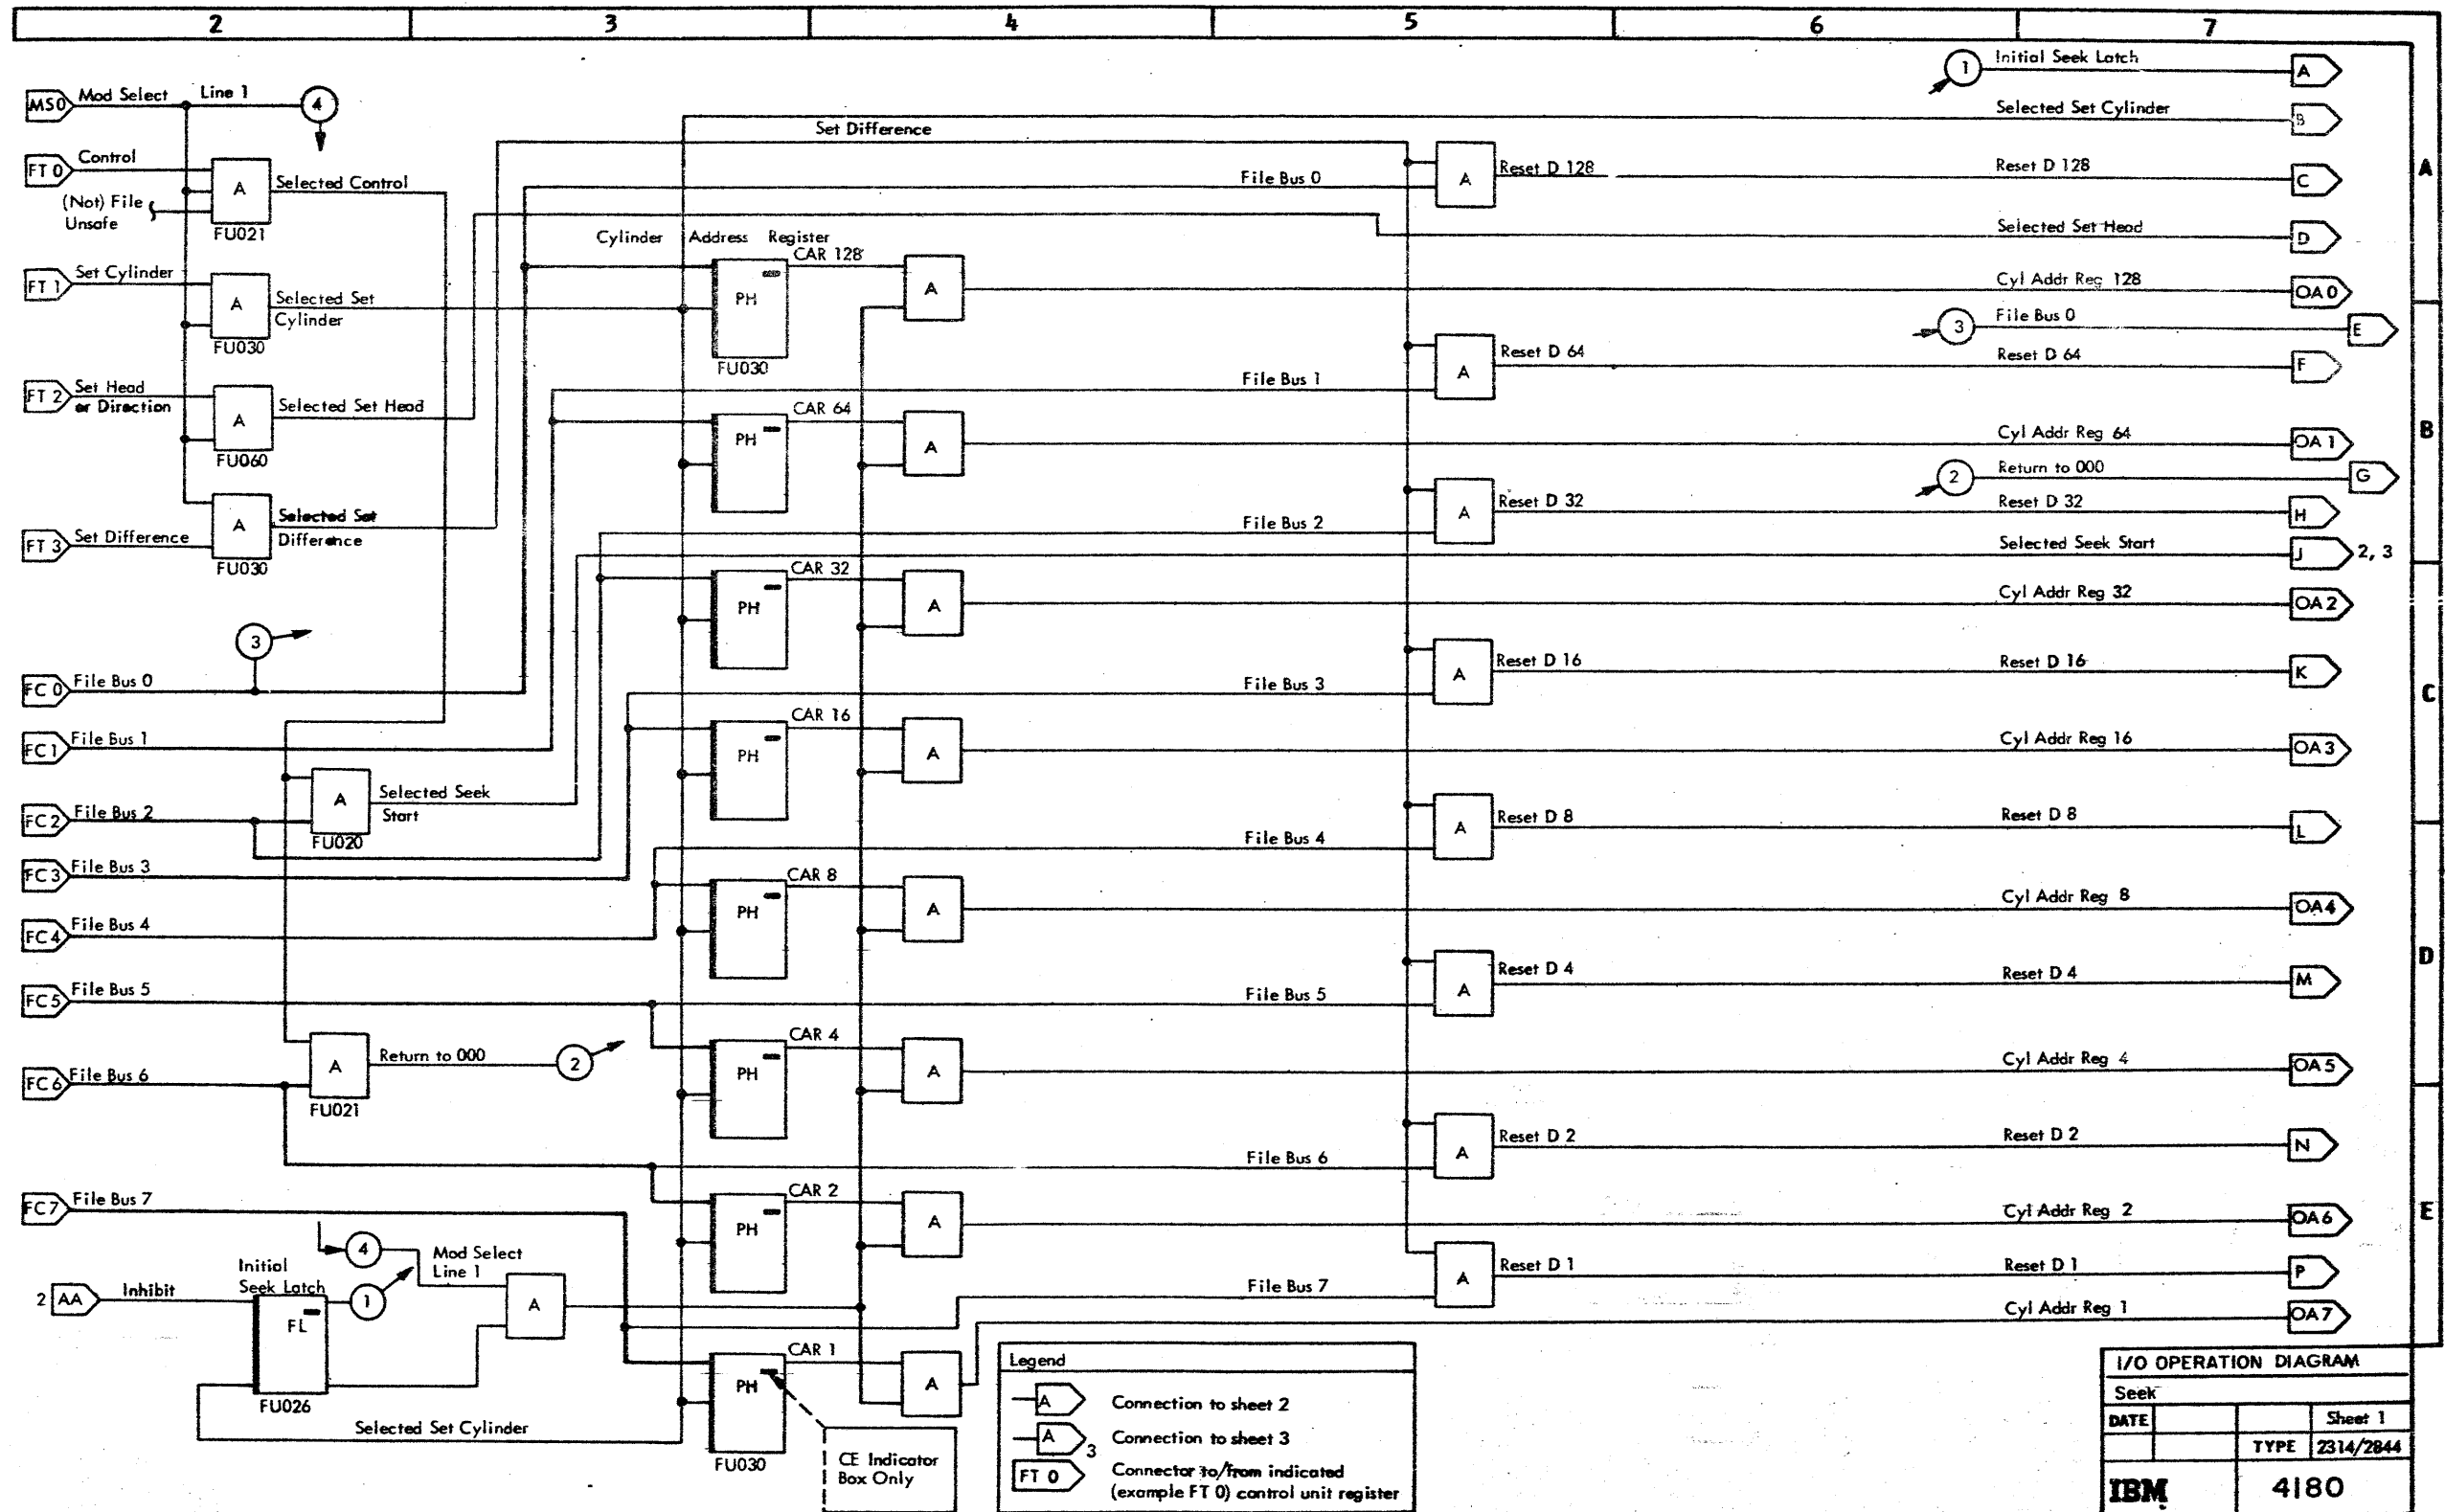 2 3 4 5 6 7
A
B
C
D
E
MS0 Mod Select Line 1 4
FT 0 Control
(Not) File
Unsafe
A
FU021
Selected Control
FT 1 Set Cylinder
A
FU030
Selected Set
Cylinder
FT 2 Set Head
or Direction
A
FU060
Selected Set Head
FT 3 Set Difference
A
FU030
Selected Set
Difference
3
FC 0 File Bus 0
FC 1 File Bus 1
FC 2 File Bus 2
A
FU020
Selected Seek
Start
FC 3 File Bus 3
FC 4 File Bus 4
FC 5 File Bus 5
FC 6 File Bus 6
A
FU021
Return to 000 2
FC 7 File Bus 7
2 AA Inhibit
Initial
Seek Latch
FL
FU026
1
4
Mod Select
Line 1
A
Selected Set Cylinder
Cylinder Address Register
PH CAR 128 A
FU030
PH CAR 64 A
PH CAR 32 A
PH CAR 16 A
PH CAR 8 A
PH CAR 4 A
PH CAR 2 A
PH CAR 1 A
FU030
CE Indicator
Box Only
Set Difference
File Bus 0 A Reset D 128
File Bus 1 A Reset D 64
File Bus 2 A Reset D 32
File Bus 3 A Reset D 16
File Bus 4 A Reset D 8
File Bus 5 A Reset D 4
File Bus 6 A Reset D 2
File Bus 7 A Reset D 1
1 Initial Seek Latch A
Selected Set Cylinder B
Reset D 128 C
Selected Set Head D
Cyl Addr Reg 128 OA 0
3 File Bus 0 E
Reset D 64 F
Cyl Addr Reg 64 OA 1
2 Return to 000 G
Reset D 32 H
Selected Seek Start J 2, 3
Cyl Addr Reg 32 OA 2
Reset D 16 K
Cyl Addr Reg 16 OA 3
Reset D 8 L
Cyl Addr Reg 8 OA 4
Reset D 4 M
Cyl Addr Reg 4 OA 5
Reset D 2 N
Cyl Addr Reg 2 OA 6
Reset D 1 P
Cyl Addr Reg 1 OA 7
Legend
A Connection to sheet 2
A 3 Connection to sheet 3
FT 0 Connector to/from indicated
(example FT 0) control unit register
I/O OPERATION DIAGRAM
Seek
DATE Sheet 1
TYPE 2314/2844
IBM 4180